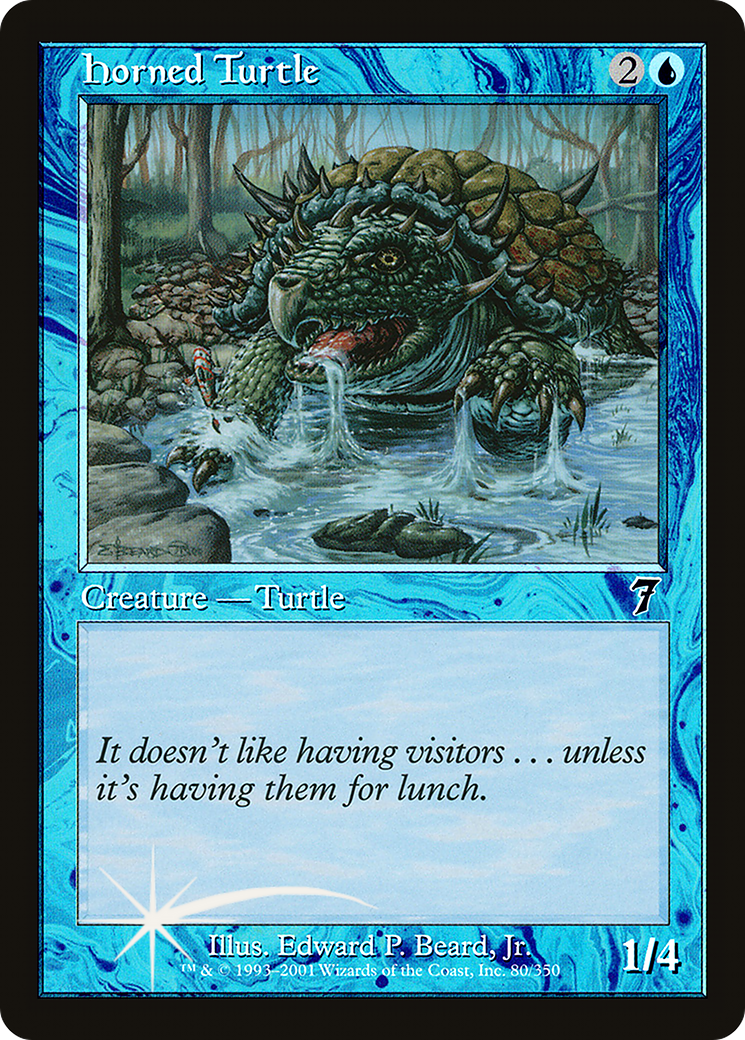 Horned Turtle 2
Creature — Turtle 7
It doesn't like having visitors . . . unless
it's having them for lunch.
Illus. Edward P. Beard, Jr.
™ & © 1993–2001 Wizards of the Coast, Inc. 80/350
1/4